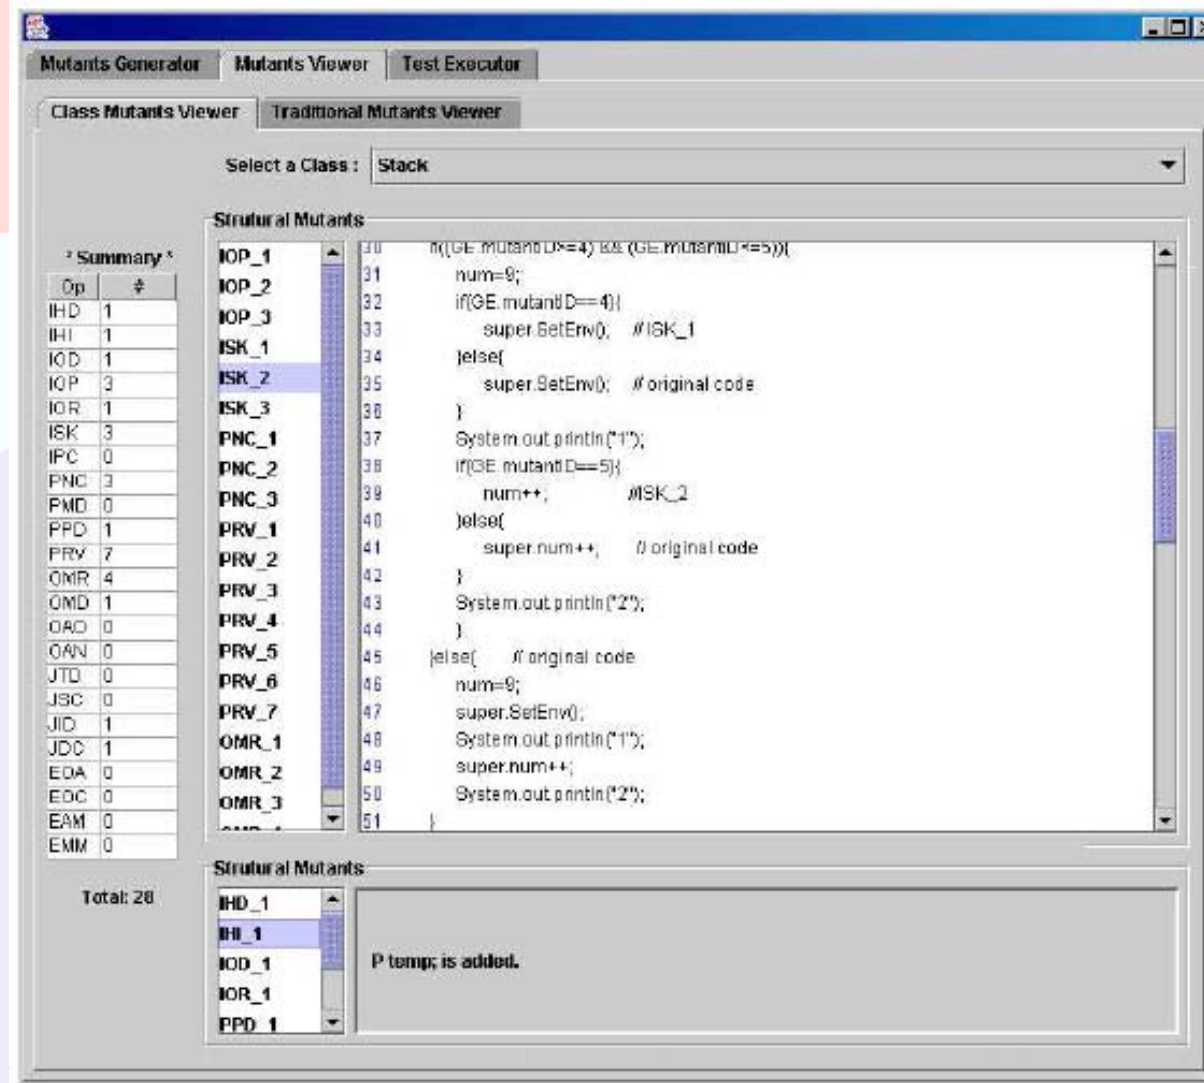 Mutants Generator Mutants Viewer Test Executor
Class Mutants Viewer Traditional Mutants Viewer
Select a Class : Stack
* Summary *
Op #
IHD 1
IHI 1
IOD 1
IOP 3
IOR 1
ISK 3
IPC 0
PNC 3
PMD 0
PPD 1
PRV 7
OMR 4
OMD 1
OAO 0
OAN 0
JTD 0
JSC 0
JID 1
JDC 1
EOA 0
EOC 0
EAM 0
EMM 0
Total: 28
Strutural Mutants
IOP_1
IOP_2
IOP_3
ISK_1
ISK_2
ISK_3
PNC_1
PNC_2
PNC_3
PRV_1
PRV_2
PRV_3
PRV_4
PRV_5
PRV_6
PRV_7
OMR_1
OMR_2
OMR_3
30 if((GE.mutantID>=4) && (GE.mutantID<=5)){
31 num=9;
32 if(GE.mutantID==4){
33 super.SetEnv(); //ISK_1
34 }else{
35 super.SetEnv(); // original code
36 }
37 System.out.println("1");
38 if(GE.mutantID==5){
39 num++; //ISK_2
40 }else{
41 super.num++; // original code
42 }
43 System.out.println("2");
44 }
45 }else{ // original code
46 num=9;
47 super.SetEnv();
48 System.out.println("1");
49 super.num++;
50 System.out.println("2");
51 }
Strutural Mutants
IHD_1
IHI_1
IOD_1
IOR_1
PPD_1
P temp; is added.